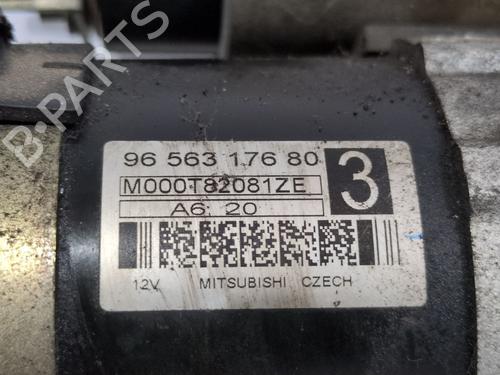 B-PARTS
96 563 176 80
3
M000T82081ZE
A6 20
12V MITSUBISHI CZECH